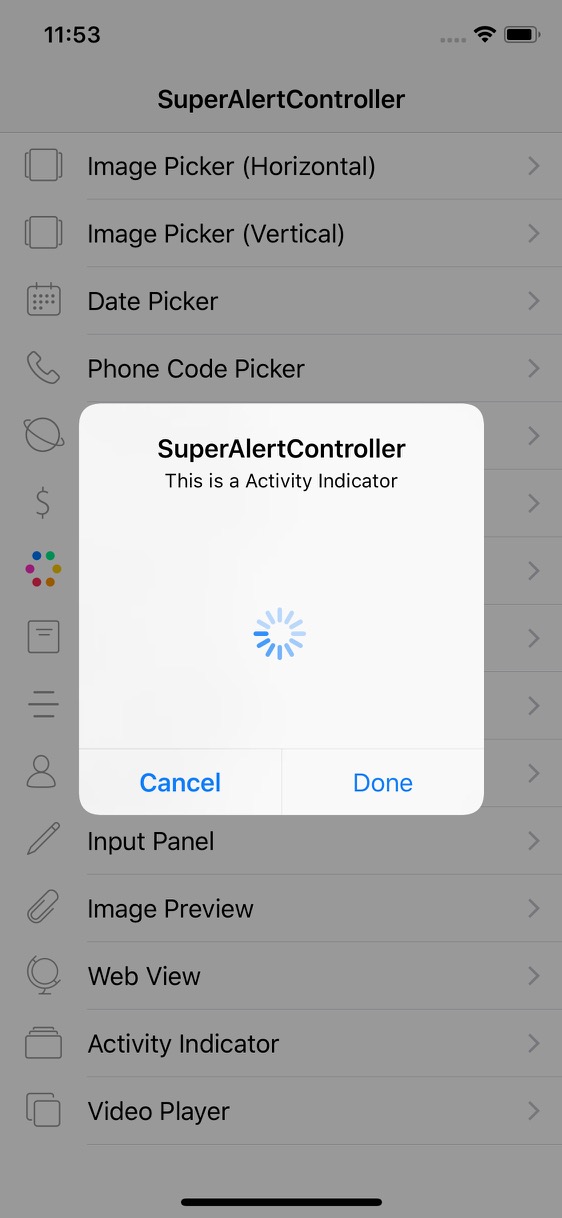 11:53
SuperAlertController
Image Picker (Horizontal)
Image Picker (Vertical)
Date Picker
Phone Code Picker
SuperAlertController
This is a Activity Indicator
Cancel
Done
Input Panel
Image Preview
Web View
Activity Indicator
Video Player